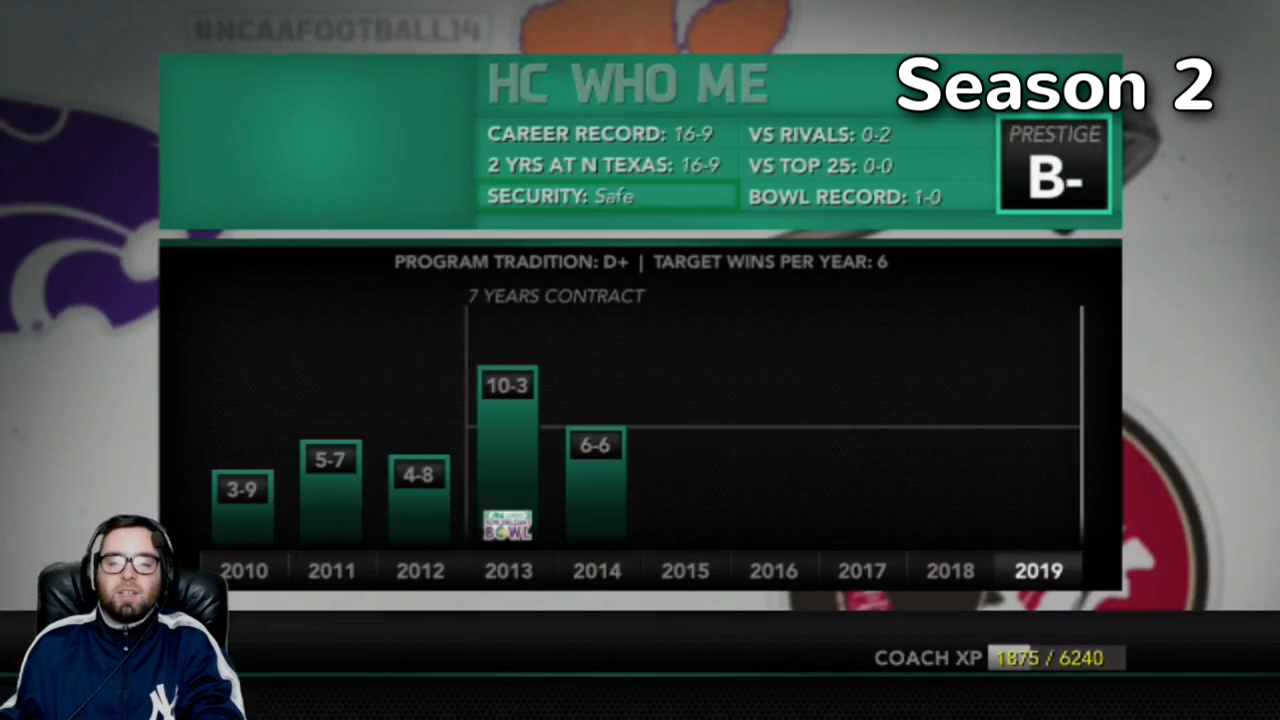 #NCAAFOOTBALL14
HC WHO ME
Season 2
CAREER RECORD: 16-9
VS RIVALS: 0-2
2 YRS AT N TEXAS: 16-9
VS TOP 25: 0-0
SECURITY: Safe
BOWL RECORD: 1-0
PRESTIGE
B-
PROGRAM TRADITION: D+ | TARGET WINS PER YEAR: 6
7 YEARS CONTRACT
10-3
6-6
5-7
4-8
3-9
BOWL
2010 2011 2012 2013 2014 2015 2016 2017 2018 2019
COACH XP 1875 / 6240
NY